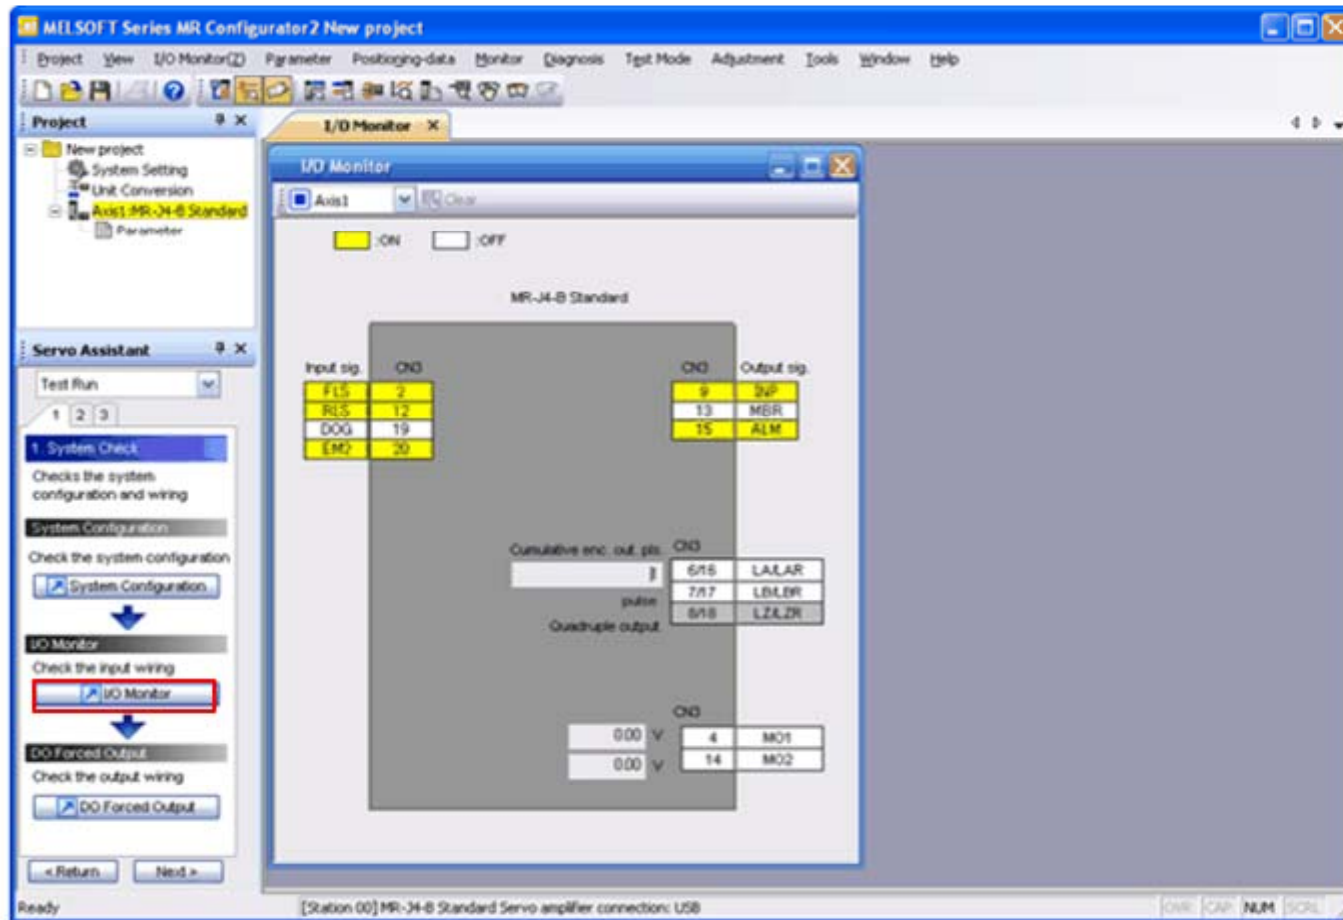 MELSOFT Series MR Configurator2 New project
Project View I/O Monitor(Z) Parameter Positioning-data Monitor Diagnosis Test Mode Adjustment Tools Window Help
Project
New project
System Setting
Unit Conversion
Axis1:MR-J4-B Standard
Parameter
Servo Assistant
Test Run
1 2 3
1. System Check
Checks the system
configuration and wiring
System Configuration
Check the system configuration
System Configuration
I/O Monitor
Check the input wiring
I/O Monitor
DO Forced Output
Check the output wiring
DO Forced Output
< Return Next >
I/O Monitor
I/O Monitor
Axis1 Clear
:ON :OFF
MR-J4-B Standard
Input sig. CN3
FLS 2
RLS 12
DOG 19
EM2 20
CN3 Output sig.
9 INP
13 MBR
15 ALM
Cumulative enc. out. pls. CN3
6/16 LA/LAR
pulse 7/17 LB/LBR
8/18 LZ/LZR
Quadruple output
CN3
0.00 V 4 MO1
0.00 V 14 MO2
Ready [Station 00] MR-J4-B Standard Servo amplifier connection: USB OVR CAP NUM SCRL